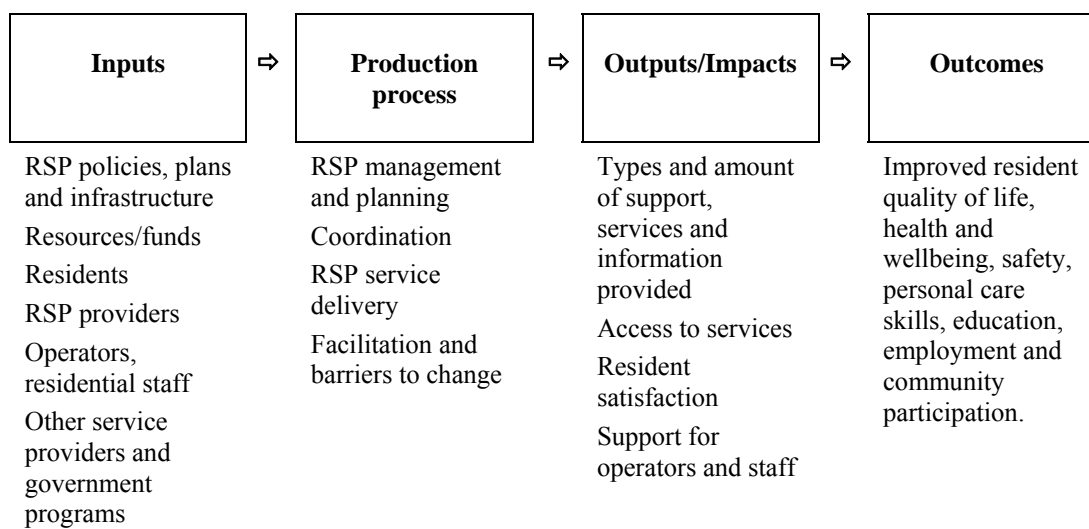 Inputs
⇨
Production
process
⇨
Outputs/Impacts
⇨
Outcomes
RSP policies, plans
and infrastructure
Resources/funds
Residents
RSP providers
Operators,
residential staff
Other service
providers and
government
programs
RSP management
and planning
Coordination
RSP service
delivery
Facilitation and
barriers to change
Types and amount
of support,
services and
information
provided
Access to services
Resident
satisfaction
Support for
operators and staff
Improved resident
quality of life,
health and
wellbeing, safety,
personal care
skills, education,
employment and
community
participation.